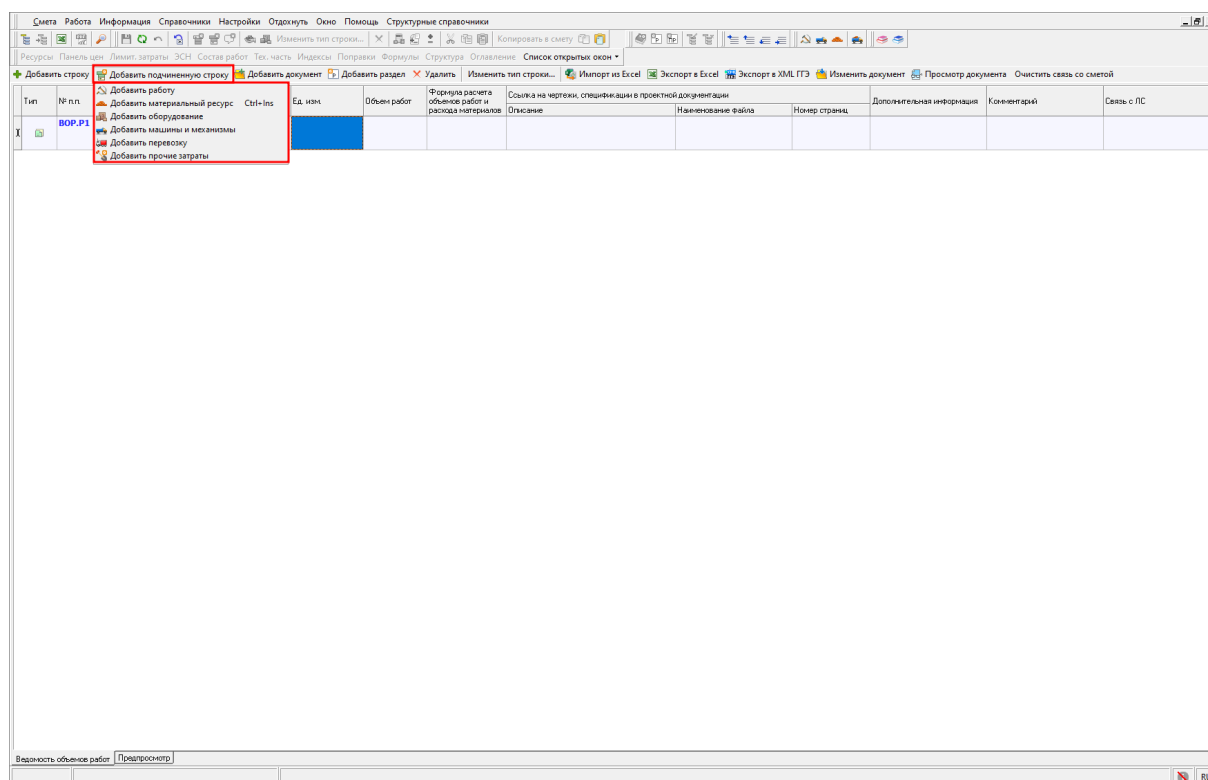 Смета Работа Информация Справочники Настройки Отдохнуть Окно Помощь Структурные справочники
Изменить тип строки... Копировать в смету
Ресурсы Панель цен Лимит. затраты ЭСН Состав работ Тех. часть Индексы Поправки Формулы Структура Оглавление Список открытых окон
Добавить строку Добавить подчиненную строку Добавить документ Добавить раздел Удалить Изменить тип строки... Импорт из Excel Экспорт в Excel Экспорт в XML ГГЭ Изменить документ Просмотр документа Очистить связь со сметой
Добавить работу
Добавить материальный ресурс Ctrl+Ins
Добавить оборудование
Добавить машины и механизмы
Добавить перевозку
Добавить прочие затраты
Тип № п.п. Ед. изм. Объем работ Формула расчета объемов работ и расхода материалов Ссылка на чертежи, спецификации в проектной документации Дополнительная информация Комментарий Связь с ЛС
Описание Наименование файла Номер страниц
ВОР.Р1
Ведомость объемов работ Предпросмотр